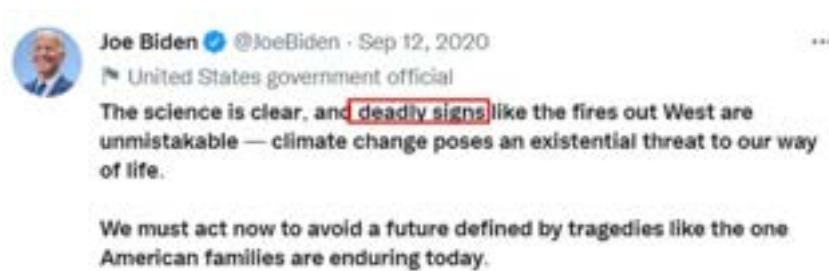 Joe Biden @JoeBiden · Sep 12, 2020
United States government official
The science is clear, and deadly signs like the fires out West are
unmistakable — climate change poses an existential threat to our way
of life.
We must act now to avoid a future defined by tragedies like the one
American families are enduring today.